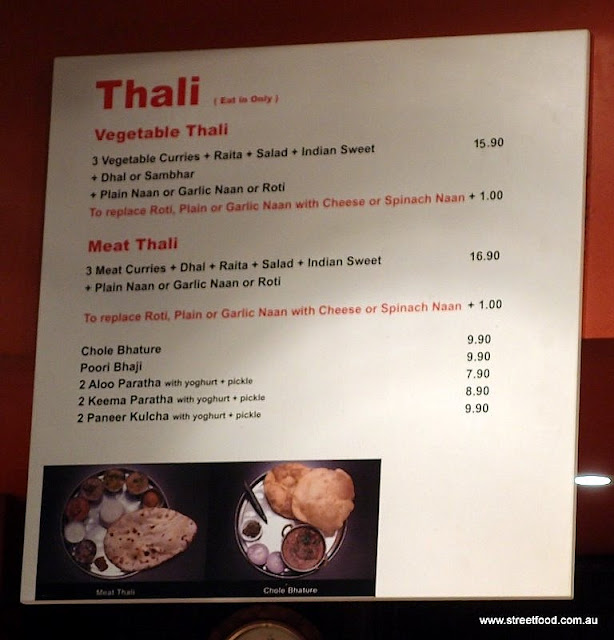 Thali ( Eat in Only )
Vegetable Thali
3 Vegetable Curries + Raita + Salad + Indian Sweet 15.90
+ Dhal or Sambhar
+ Plain Naan or Garlic Naan or Roti
To replace Roti, Plain or Garlic Naan with Cheese or Spinach Naan + 1.00
Meat Thali
3 Meat Curries + Dhal + Raita + Salad + Indian Sweet 16.90
+ Plain Naan or Garlic Naan or Roti
To replace Roti, Plain or Garlic Naan with Cheese or Spinach Naan + 1.00
Chole Bhature 9.90
Poori Bhaji 9.90
2 Aloo Paratha with yoghurt + pickle 7.90
2 Keema Paratha with yoghurt + pickle 8.90
2 Paneer Kulcha with yoghurt + pickle 9.90
Meat Thali Chole Bhature
www.streetfood.com.au